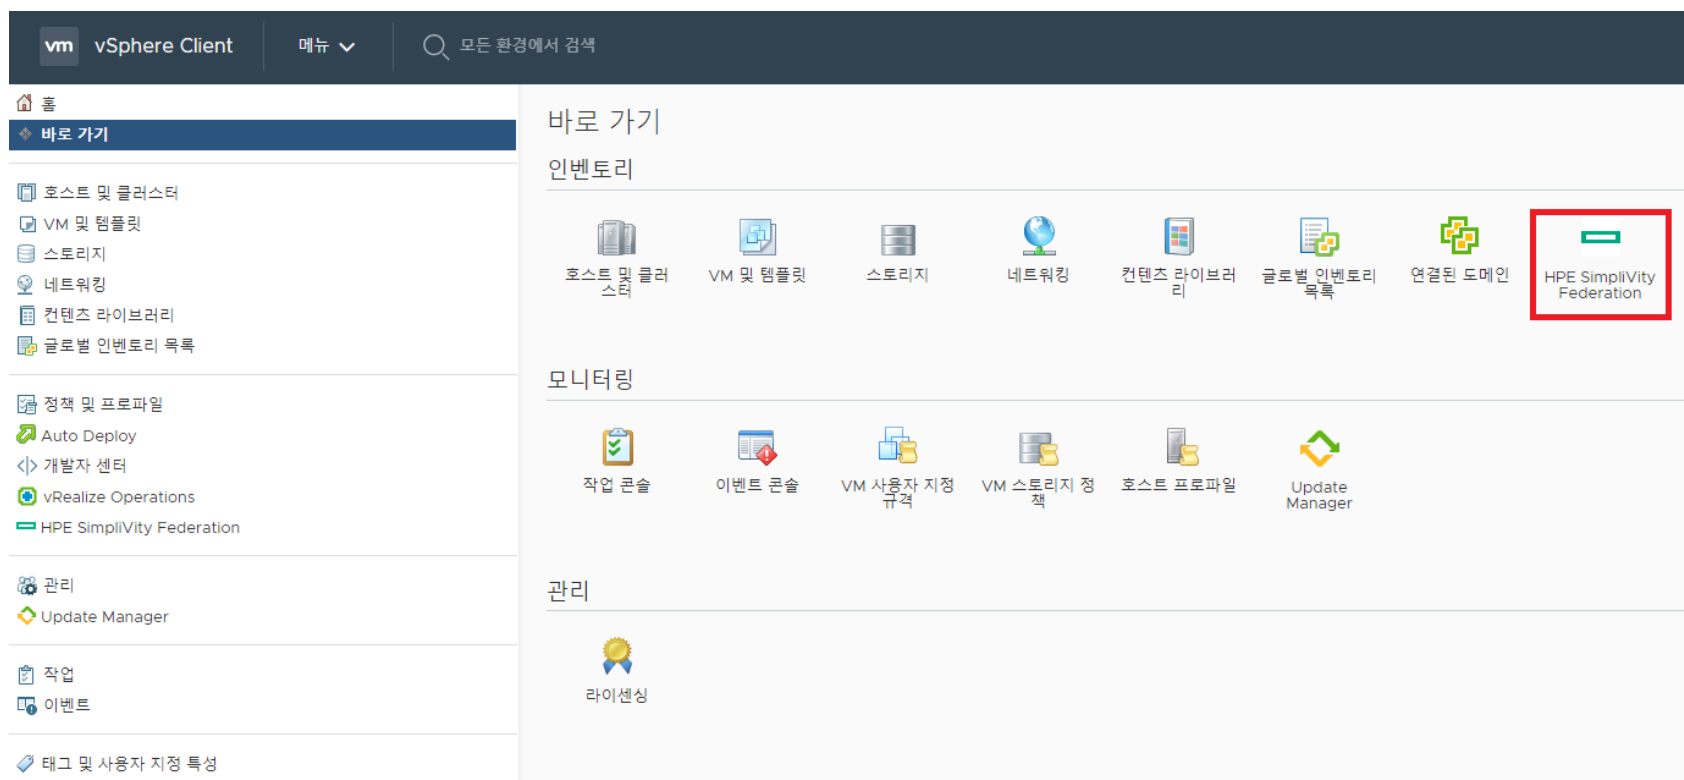 vm vSphere Client 메뉴 모든 환경에서 검색
홈
바로 가기
호스트 및 클러스터
VM 및 템플릿
스토리지
네트워킹
컨텐츠 라이브러리
글로벌 인벤토리 목록
정책 및 프로파일
Auto Deploy
개발자 센터
vRealize Operations
HPE SimpliVity Federation
관리
Update Manager
작업
이벤트
태그 및 사용자 지정 특성
바로 가기
인벤토리
호스트 및 클러
스터
VM 및 템플릿
스토리지
네트워킹
컨텐츠 라이브러
리
글로벌 인벤토리
목록
연결된 도메인
HPE SimpliVity
Federation
모니터링
작업 콘솔
이벤트 콘솔
VM 사용자 지정
규격
VM 스토리지 정
책
호스트 프로파일
Update
Manager
관리
라이센싱